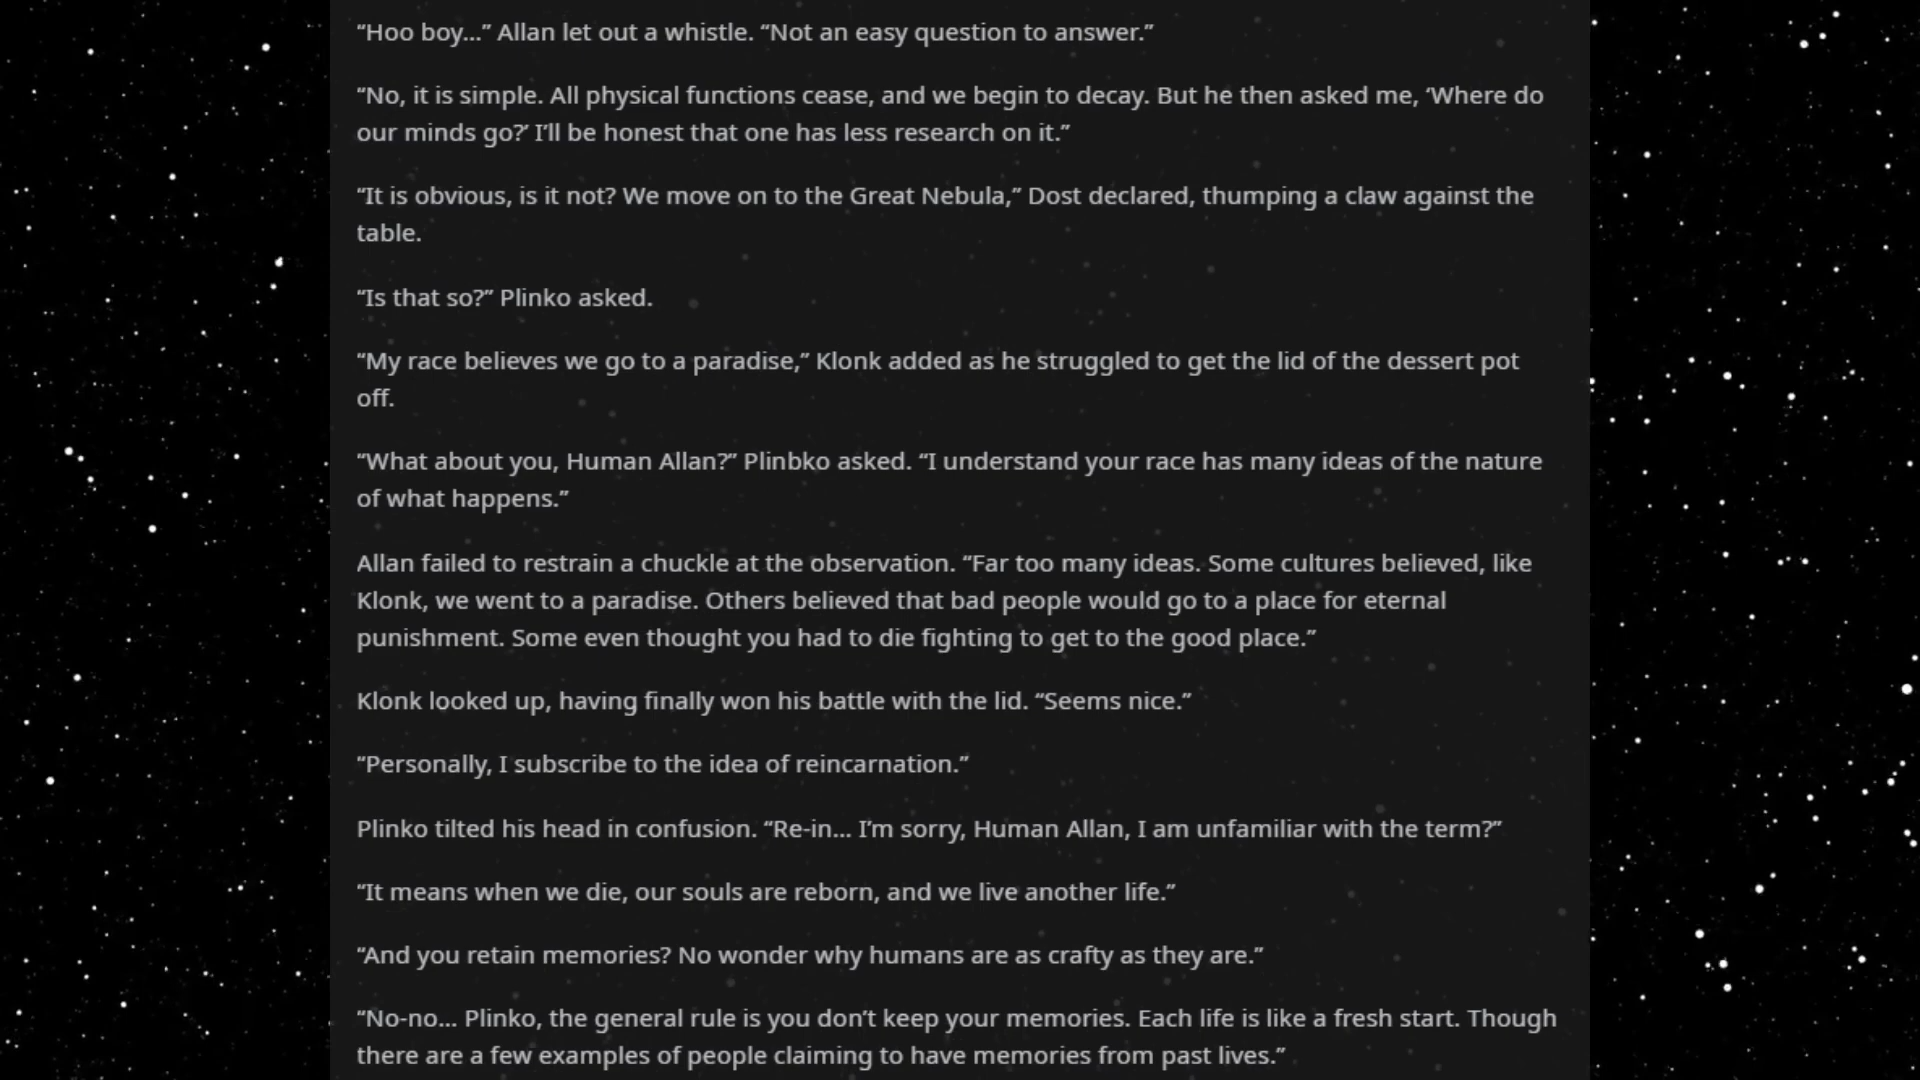 “Hoo boy…” Allan let out a whistle. “Not an easy question to answer.”
“No, it is simple. All physical functions cease, and we begin to decay. But he then asked me, ‘Where do
our minds go?’ I’ll be honest that one has less research on it.”
“It is obvious, is it not? We move on to the Great Nebula,” Dost declared, thumping a claw against the
table.
“Is that so?” Plinko asked.
“My race believes we go to a paradise,” Klonk added as he struggled to get the lid of the dessert pot
off.
“What about you, Human Allan?” Plinbko asked. “I understand your race has many ideas of the nature
of what happens.”
Allan failed to restrain a chuckle at the observation. “Far too many ideas. Some cultures believed, like
Klonk, we went to a paradise. Others believed that bad people would go to a place for eternal
punishment. Some even thought you had to die fighting to get to the good place.”
Klonk looked up, having finally won his battle with the lid. “Seems nice.”
“Personally, I subscribe to the idea of reincarnation.”
Plinko tilted his head in confusion. “Re-in… I’m sorry, Human Allan, I am unfamiliar with the term?”
“It means when we die, our souls are reborn, and we live another life.”
“And you retain memories? No wonder why humans are as crafty as they are.”
“No-no… Plinko, the general rule is you don’t keep your memories. Each life is like a fresh start. Though
there are a few examples of people claiming to have memories from past lives.”